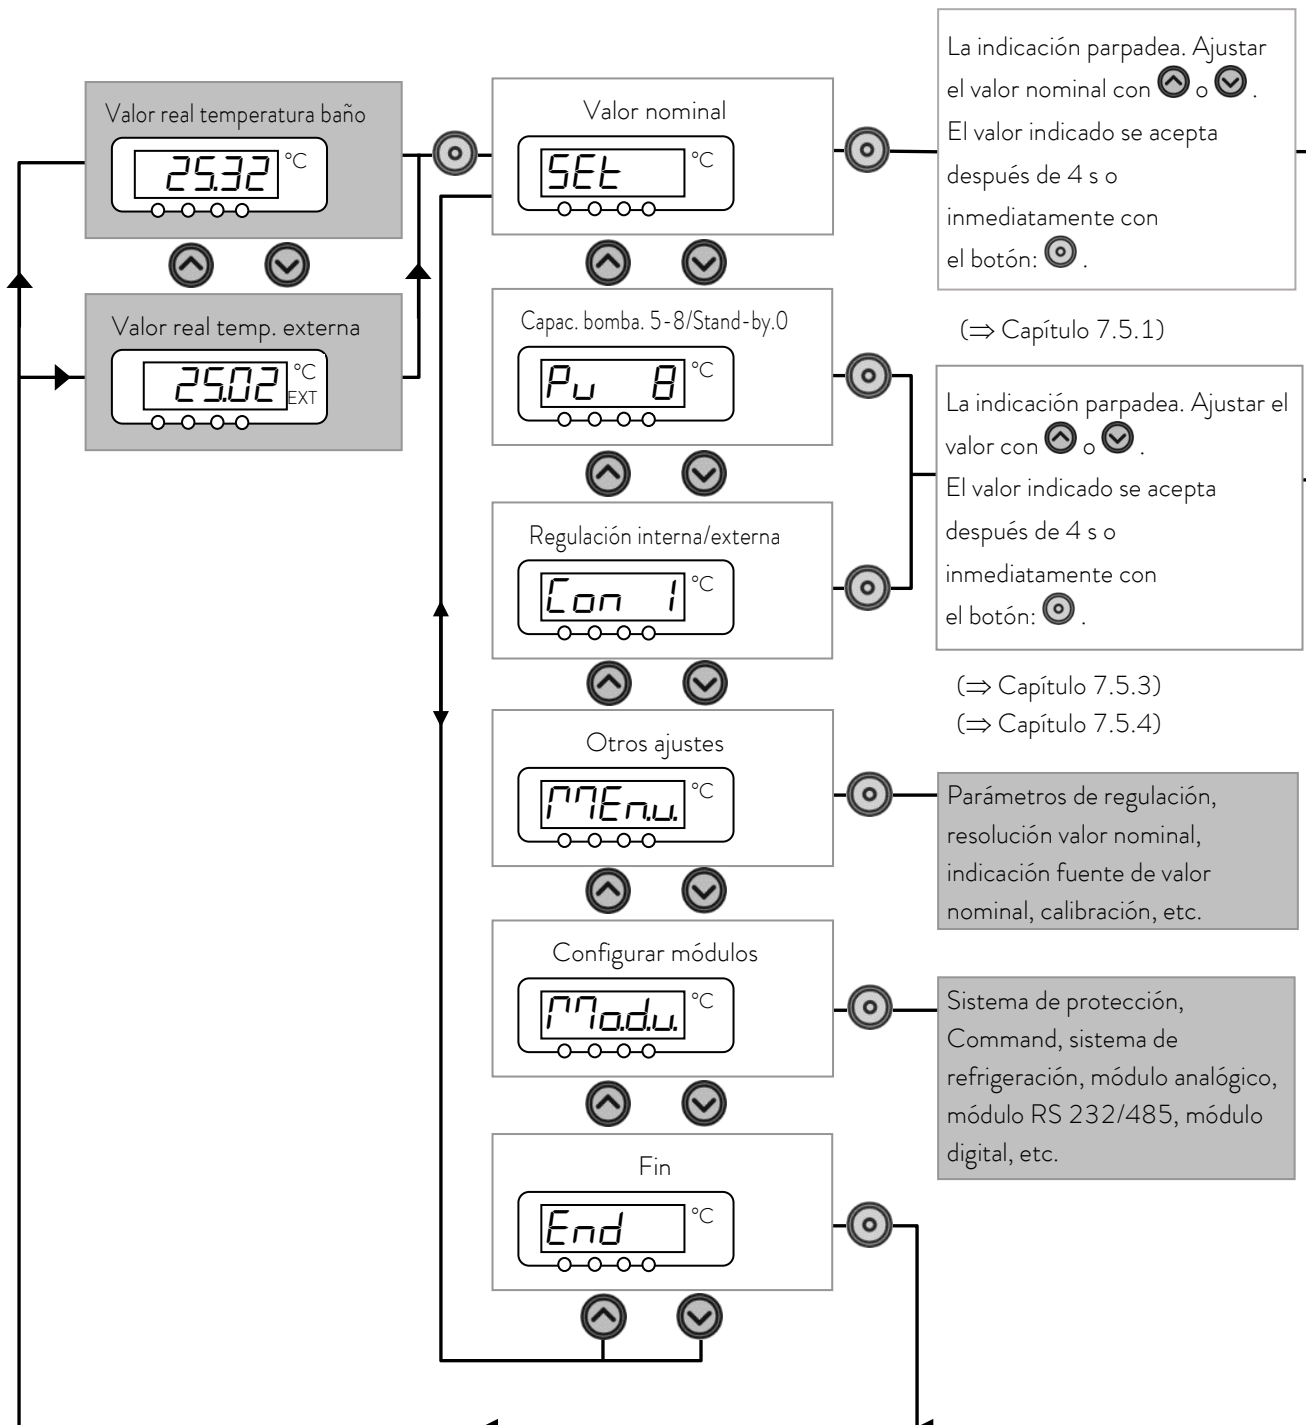 Valor real temperatura baño
25.32 °C
Valor real temp. externa
25.02 °C
EXT
Valor nominal
SEt °C
La indicación parpadea. Ajustar
el valor nominal con o .
El valor indicado se acepta
después de 4 s o
inmediatamente con
el botón: .
(⇒ Capítulo 7.5.1)
Capac. bomba. 5-8/Stand-by.0
Pu 8 °C
Regulación interna/externa
Con 1 °C
La indicación parpadea. Ajustar el
valor con o .
El valor indicado se acepta
después de 4 s o
inmediatamente con
el botón: .
(⇒ Capítulo 7.5.3)
(⇒ Capítulo 7.5.4)
Otros ajustes
MEn.u. °C
Parámetros de regulación,
resolución valor nominal,
indicación fuente de valor
nominal, calibración, etc.
Configurar módulos
Mo.d.u. °C
Sistema de protección,
Command, sistema de
refrigeración, módulo analógico,
módulo RS 232/485, módulo
digital, etc.
Fin
End °C